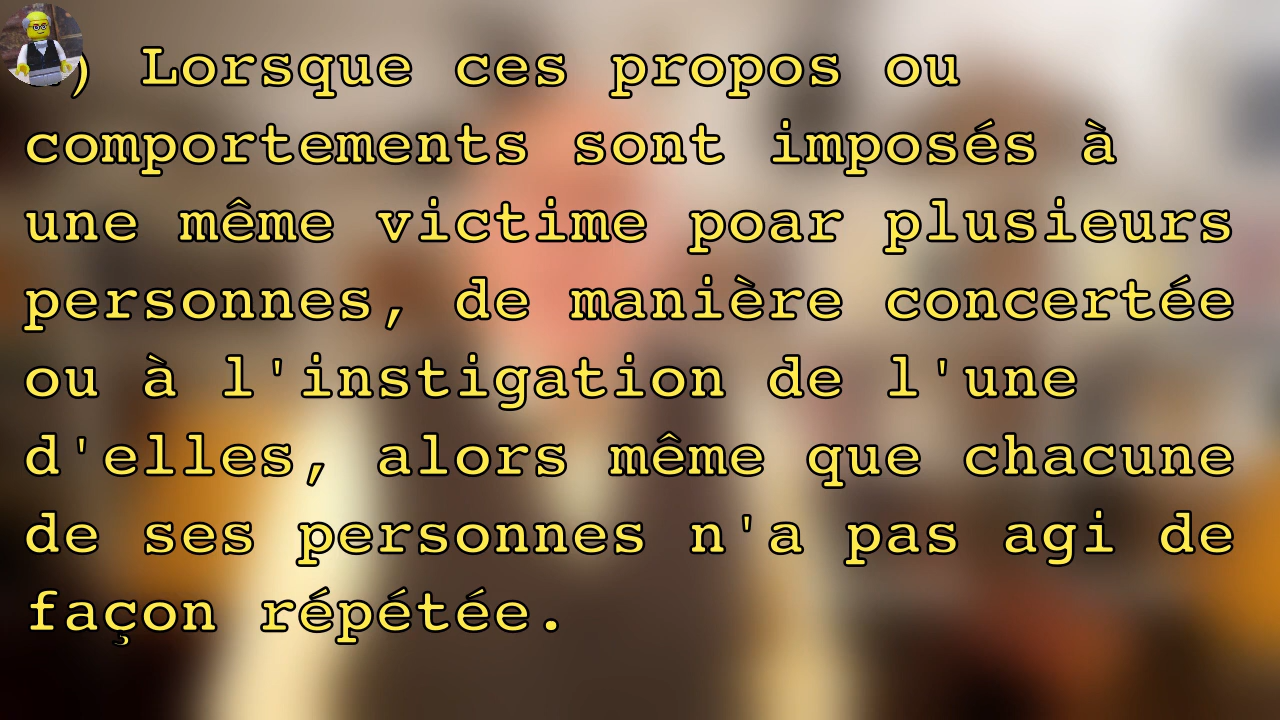 ) Lorsque ces propos ou
comportements sont imposés à
une même victime poar plusieurs
personnes, de manière concertée
ou à l'instigation de l'une
d'elles, alors même que chacune
de ses personnes n'a pas agi de
façon répétée.